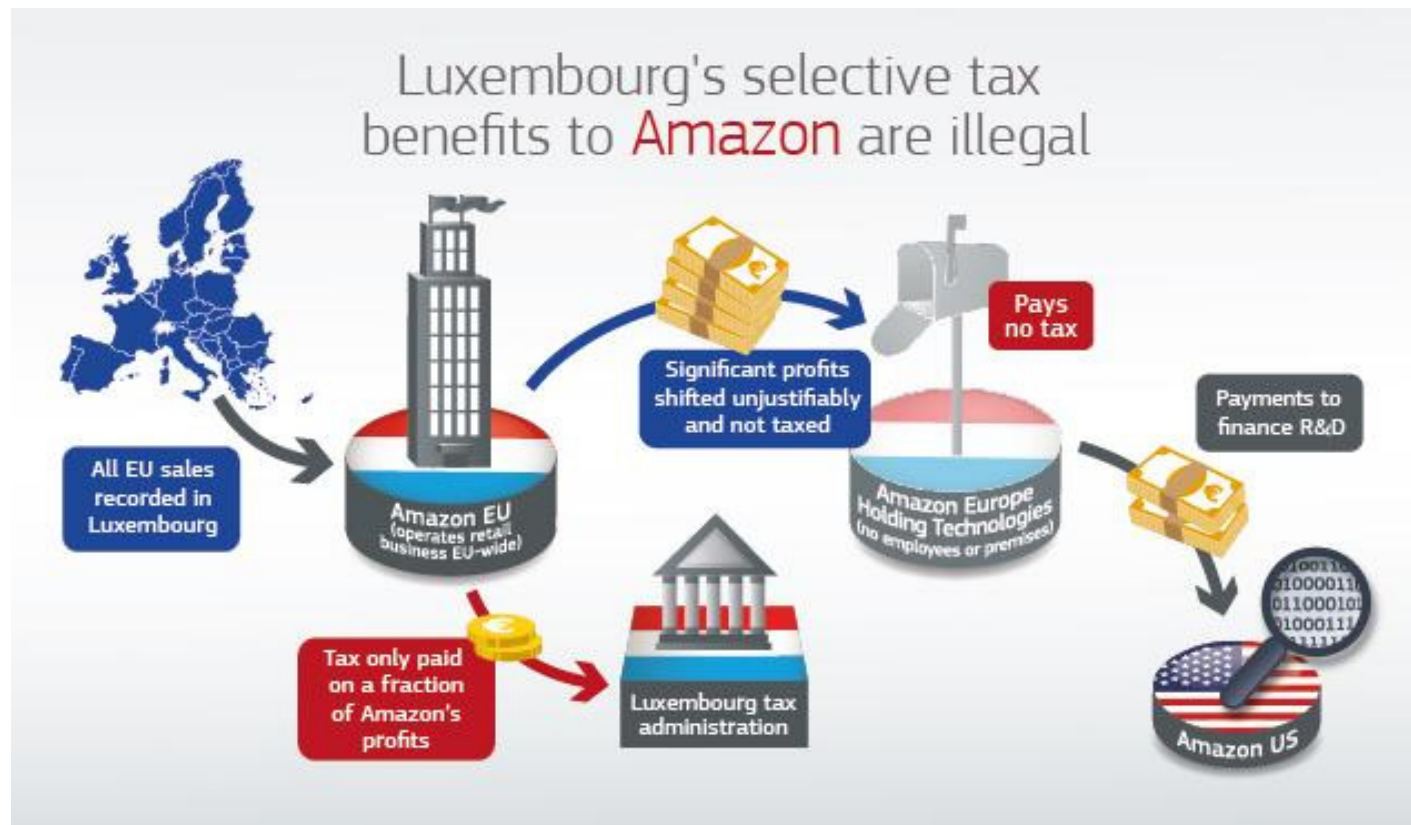 Luxembourg's selective tax
benefits to Amazon are illegal
Pays
no tax
Significant profits
shifted unjustifiably
and not taxed
Payments to
finance R&D
All EU sales
recorded in
Luxembourg
Amazon EU
(operates retail
business EU-wide)
Amazon Europe
Holding Technologies
(no employees or premises)
Tax only paid
on a fraction
of Amazon's
profits
Luxembourg tax
administration
Amazon US